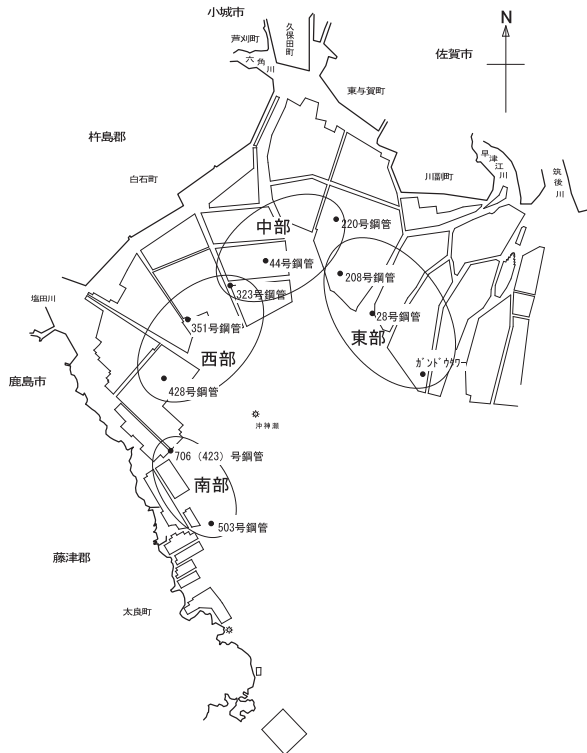 小城市
芦刈町
久保田町
六角川
佐賀市
N
東与賀町
杵島郡
白石町
川副町
早津江川
筑後川
中部
220号鋼管
44号鋼管
208号鋼管
323号鋼管
塩田川
351号鋼管
28号鋼管
西部
東部
ガンドウタワー
鹿島市
428号鋼管
沖神瀬
706（423）号鋼管
南部
503号鋼管
藤津郡
太良町